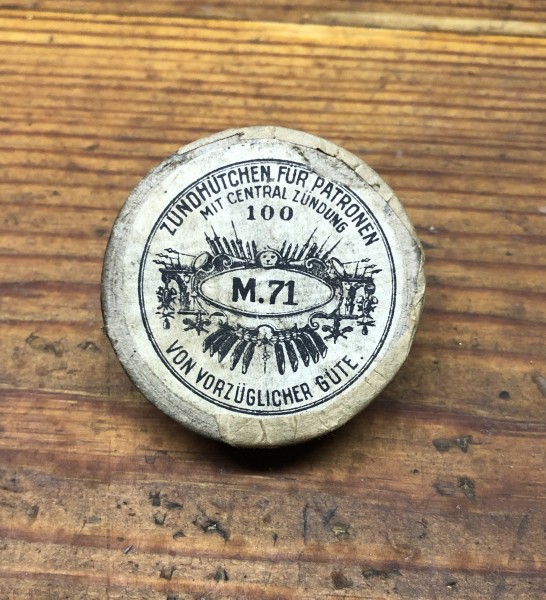 ZÜNDHÜTCHEN FÜR PATRONEN
MIT CENTRAL ZÜNDUNG
100
M.71
VON VORZÜGLICHER GÜTE.